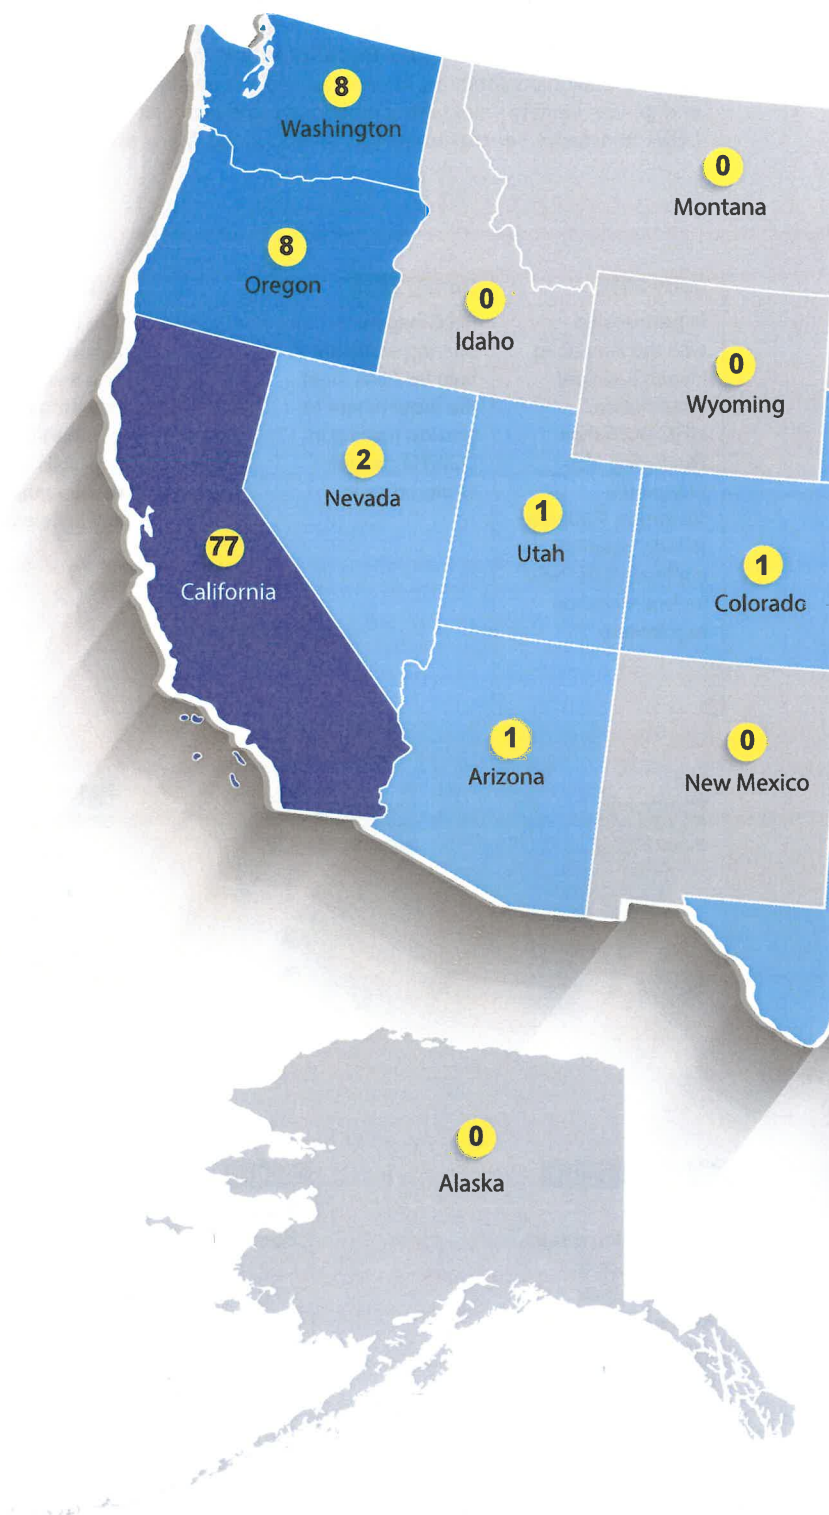 8
Washington
0
Montana
8
Oregon
0
Idaho
0
Wyoming
2
Nevada
1
Utah
77
California
1
Colorado
1
Arizona
0
New Mexico
0
Alaska